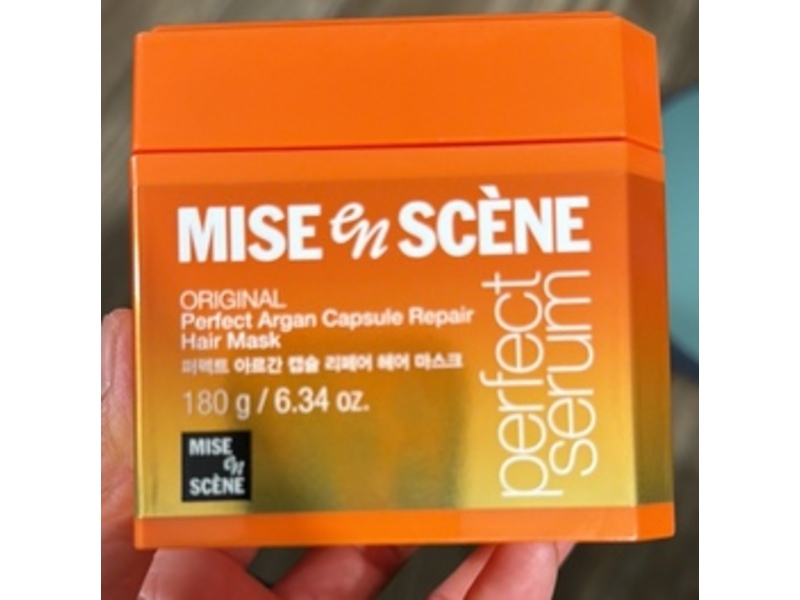 MISE en SCÈNE
ORIGINAL
Perfect Argan Capsule Repair
Hair Mask
퍼펙트 아르간 캡슐 리페어 헤어 마스크
180 g / 6.34 oz.
perfect
serum
MISE
en
SCÈNE